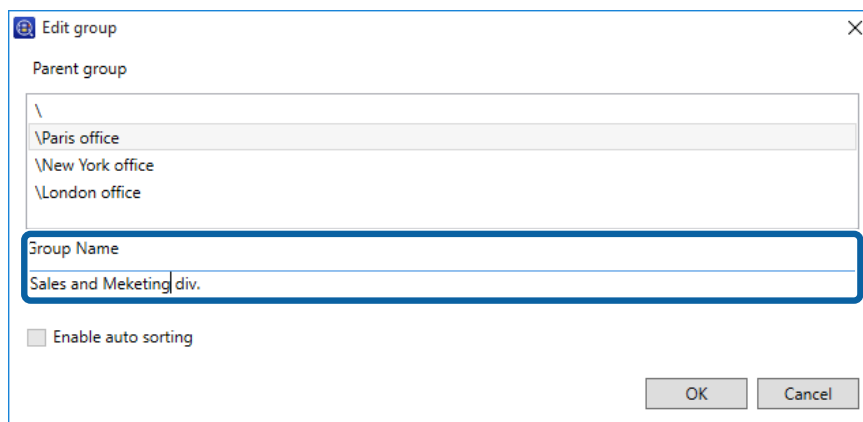 Edit group
Parent group
\
\Paris office
\New York office
\London office
Group Name
Sales and Meketing div.
Enable auto sorting
OK Cancel